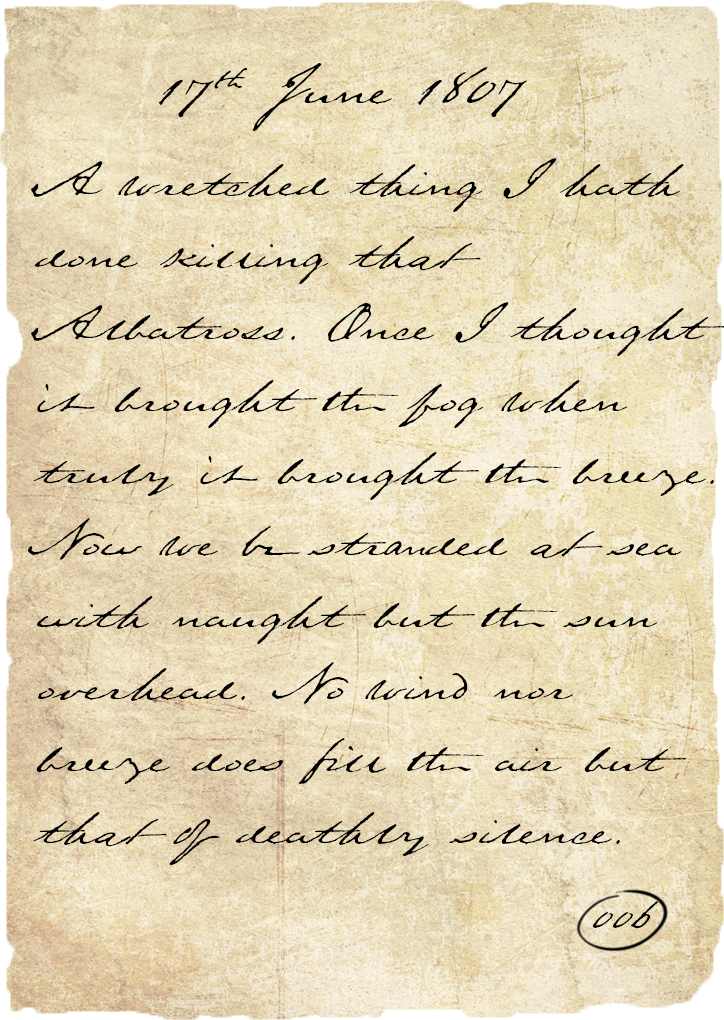 17th June 1807
A wretched thing I hath
done killing that
Albatross. Once I thought
it brought the fog when
truly it brought the breeze.
Now we be stranded at sea
with naught but the sun
overhead. No wind nor
breeze does fill the air but
that of deathly silence.
006